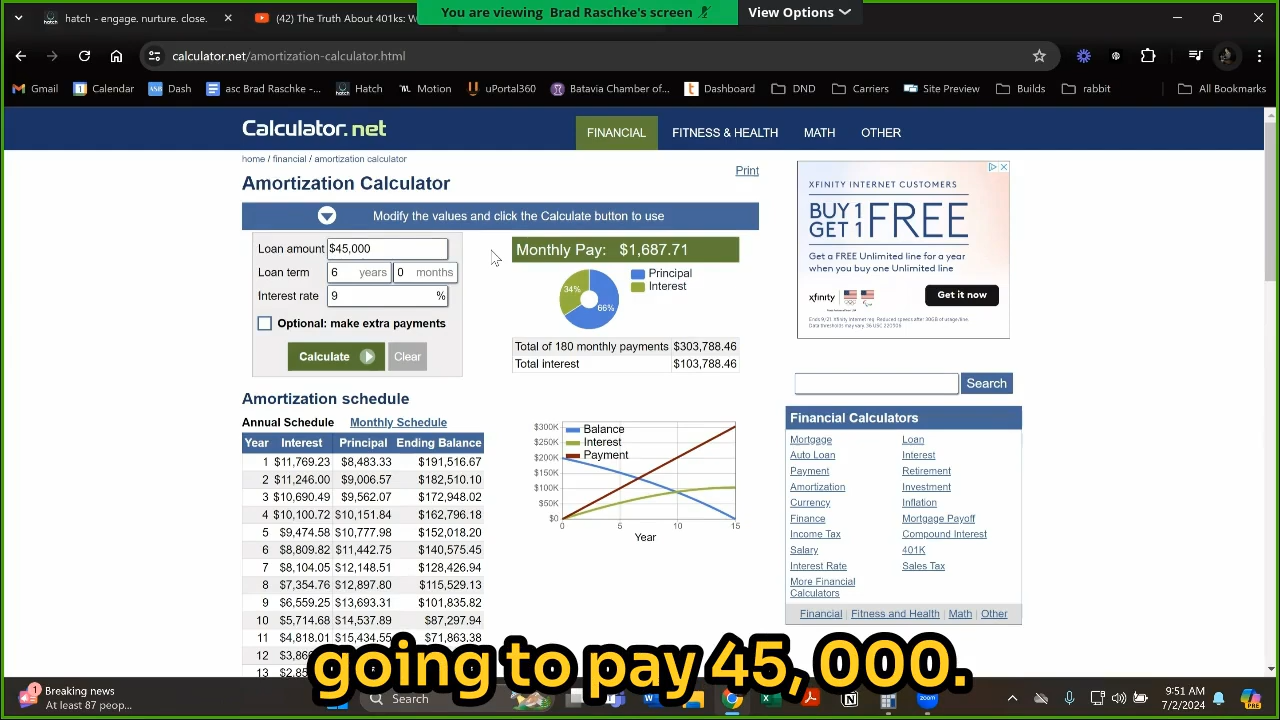 hatch - engage. nurture. close.
(42) The Truth About 401ks: W
You are viewing Brad Raschke's screen
View Options
calculator.net/amortization-calculator.html
Gmail
Calendar
Dash
asc Brad Raschke - ...
Hatch
Motion
uPortal360
Batavia Chamber of...
Dashboard
DND
Carriers
Site Preview
Builds
rabbit
All Bookmarks
Calculator.net
FINANCIAL
FITNESS & HEALTH
MATH
OTHER
home / financial / amortization calculator
Print
Amortization Calculator
Modify the values and click the Calculate button to use
Loan amount $45,000
Loan term 6 years 0 months
Interest rate 9 %
Optional: make extra payments
Calculate
Clear
Monthly Pay: $1,687.71
34%
66%
Principal
Interest
Total of 180 monthly payments $303,788.46
Total interest $103,788.46
XFINITY INTERNET CUSTOMERS
BUY 1
GET 1
FREE
Get a FREE Unlimited line for a year
when you buy one Unlimited line
xfinity
Get it now
Search
Amortization schedule
Annual Schedule Monthly Schedule
Year Interest Principal Ending Balance
1 $11,769.23 $8,483.33 $191,516.67
2 $11,246.00 $9,006.57 $182,510.10
3 $10,690.49 $9,562.07 $172,948.02
4 $10,100.72 $10,151.84 $162,796.18
5 $9,474.58 $10,777.98 $152,018.20
6 $8,809.82 $11,442.75 $140,575.45
7 $8,104.05 $12,148.51 $128,426.94
8 $7,354.76 $12,897.80 $115,529.13
9 $6,559.25 $13,693.31 $101,835.82
10 $5,714.68 $14,537.89 $87,297.94
11 $4,818.01 $15,434.55 $71,863.38
12
13
$300K
$250K
$200K
$150K
$100K
$50K
$0
Balance
Interest
Payment
0 5 10 15
Year
Financial Calculators
Mortgage Loan
Auto Loan Interest
Payment Retirement
Amortization Investment
Currency Inflation
Finance Mortgage Payoff
Income Tax Compound Interest
Salary 401K
Interest Rate Sales Tax
More Financial
Calculators
Financial | Fitness and Health | Math | Other
going to pay 45, 000.
1
Breaking news
At least 87 peop...
Search
zoom
PRE
9:51 AM
7/2/2024